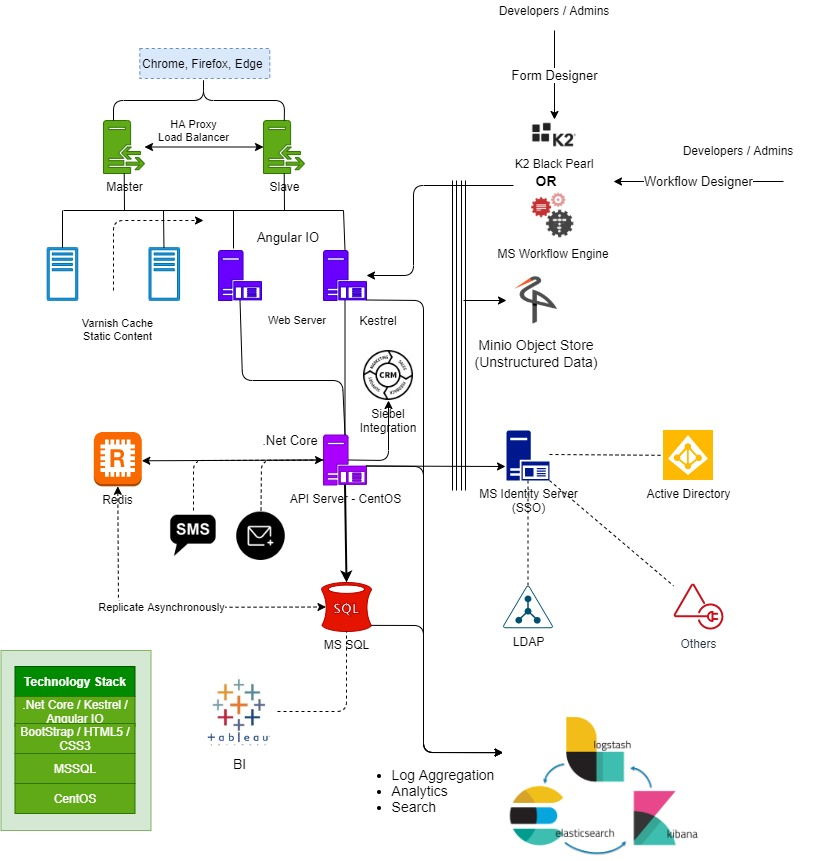 Developers / Admins
Chrome, Firefox, Edge
Form Designer
HA Proxy
Load Balancer
K2
K2 Black Pearl
Developers / Admins
OR
Workflow Designer
Master
Slave
Angular IO
MS Workflow Engine
Varnish Cache
Static Content
Web Server
Kestrel
Minio Object Store
(Unstructured Data)
CRM
Siebel
Integration
.Net Core
R
Redis
API Server - CentOS
MS Identity Server
(SSO)
Active Directory
SMS
Replicate Asynchronously
SQL
MS SQL
LDAP
Others
Technology Stack
.Net Core / Kestrel /
Angular IO
BootStrap / HTML5 /
CSS3
MSSQL
CentOS
tableau
BI
logstash
Log Aggregation
Analytics
Search
elasticsearch
kibana